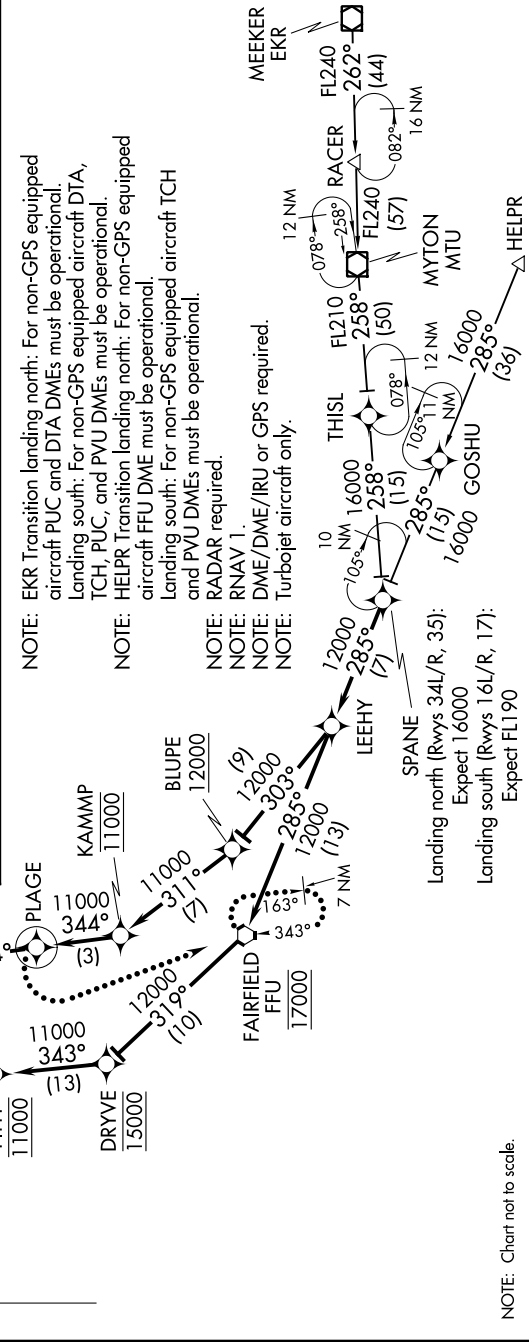 NOTE: EKR Transition landing north: For non-GPS equipped
aircraft PUC and DTA DMEs must be operational.
Landing south: For non-GPS equipped aircraft DTA,
TCH, PUC, and PVU DMEs must be operational.
NOTE: HELPR Transition landing north: For non-GPS equipped
aircraft FFU DME must be operational.
Landing south: For non-GPS equipped aircraft TCH
and PVU DMEs must be operational.
NOTE: RADAR required.
NOTE: RNAV 1.
NOTE: DME/DME/IRU or GPS required.
NOTE: Turbojet aircraft only.
11000
11000
343°
(13)
DRYVE
15000
12000
319°
(10)
PLAGE
11000
344°
(3)
KAMMP
11000
11000
311°
(7)
BLUPE
12000
(9)
12000
303°
FAIRFIELD
FFU
17000
163°
343°
7 NM
285°
12000
(13)
LEEHY
12000
285°
(7)
SPANE
Landing north (Rwys 34L/R, 35):
Expect 16000
Landing south (Rwys 16L/R, 17):
Expect FL190
105°
10
NM
16000
258°
(15)
THISL
078°
12 NM
285°
(15)
16000
GOSHU
105°
11
NM
16000
285°
(36)
HELPR
FL210
258°
(50)
MYTON
MTU
078°
258°
12 NM
FL240
(57)
RACER
082°
16 NM
FL240
262°
(44)
MEEKER
EKR
NOTE: Chart not to scale.